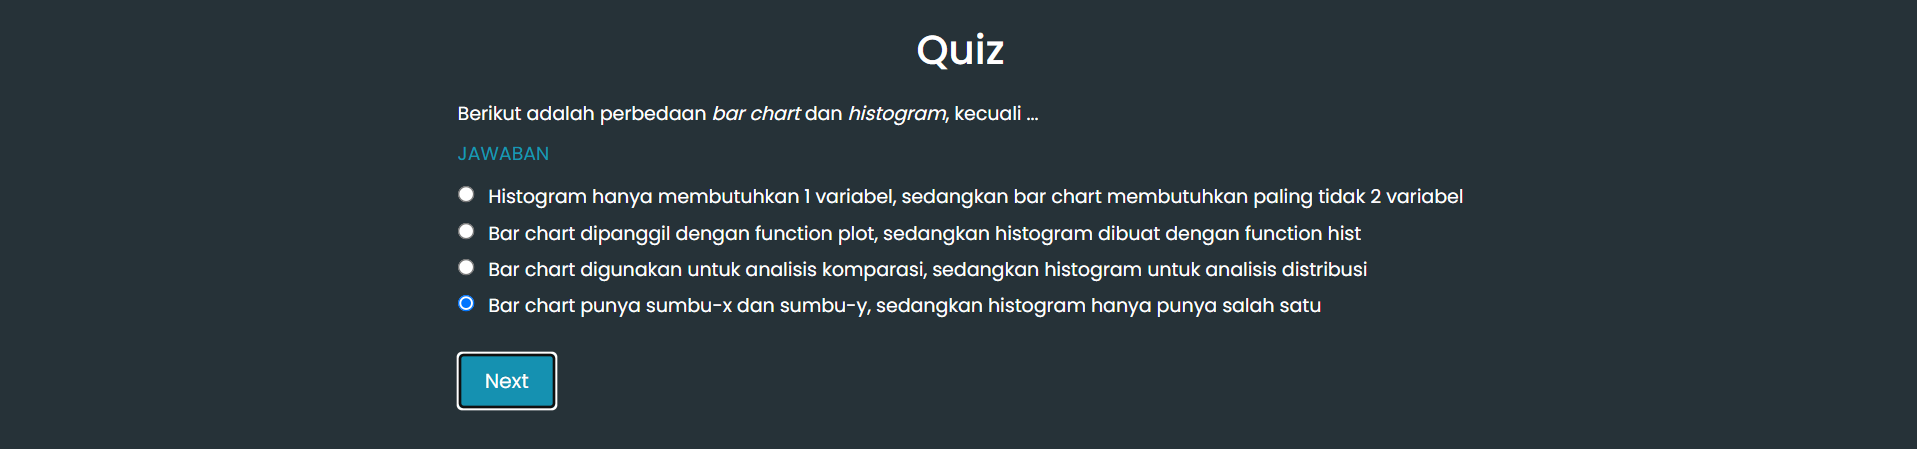 Quiz
Berikut adalah perbedaan bar chart dan histogram, kecuali ...
JAWABAN
Histogram hanya membutuhkan 1 variabel, sedangkan bar chart membutuhkan paling tidak 2 variabel
Bar chart dipanggil dengan function plot, sedangkan histogram dibuat dengan function hist
Bar chart digunakan untuk analisis komparasi, sedangkan histogram untuk analisis distribusi
Bar chart punya sumbu-x dan sumbu-y, sedangkan histogram hanya punya salah satu
Next